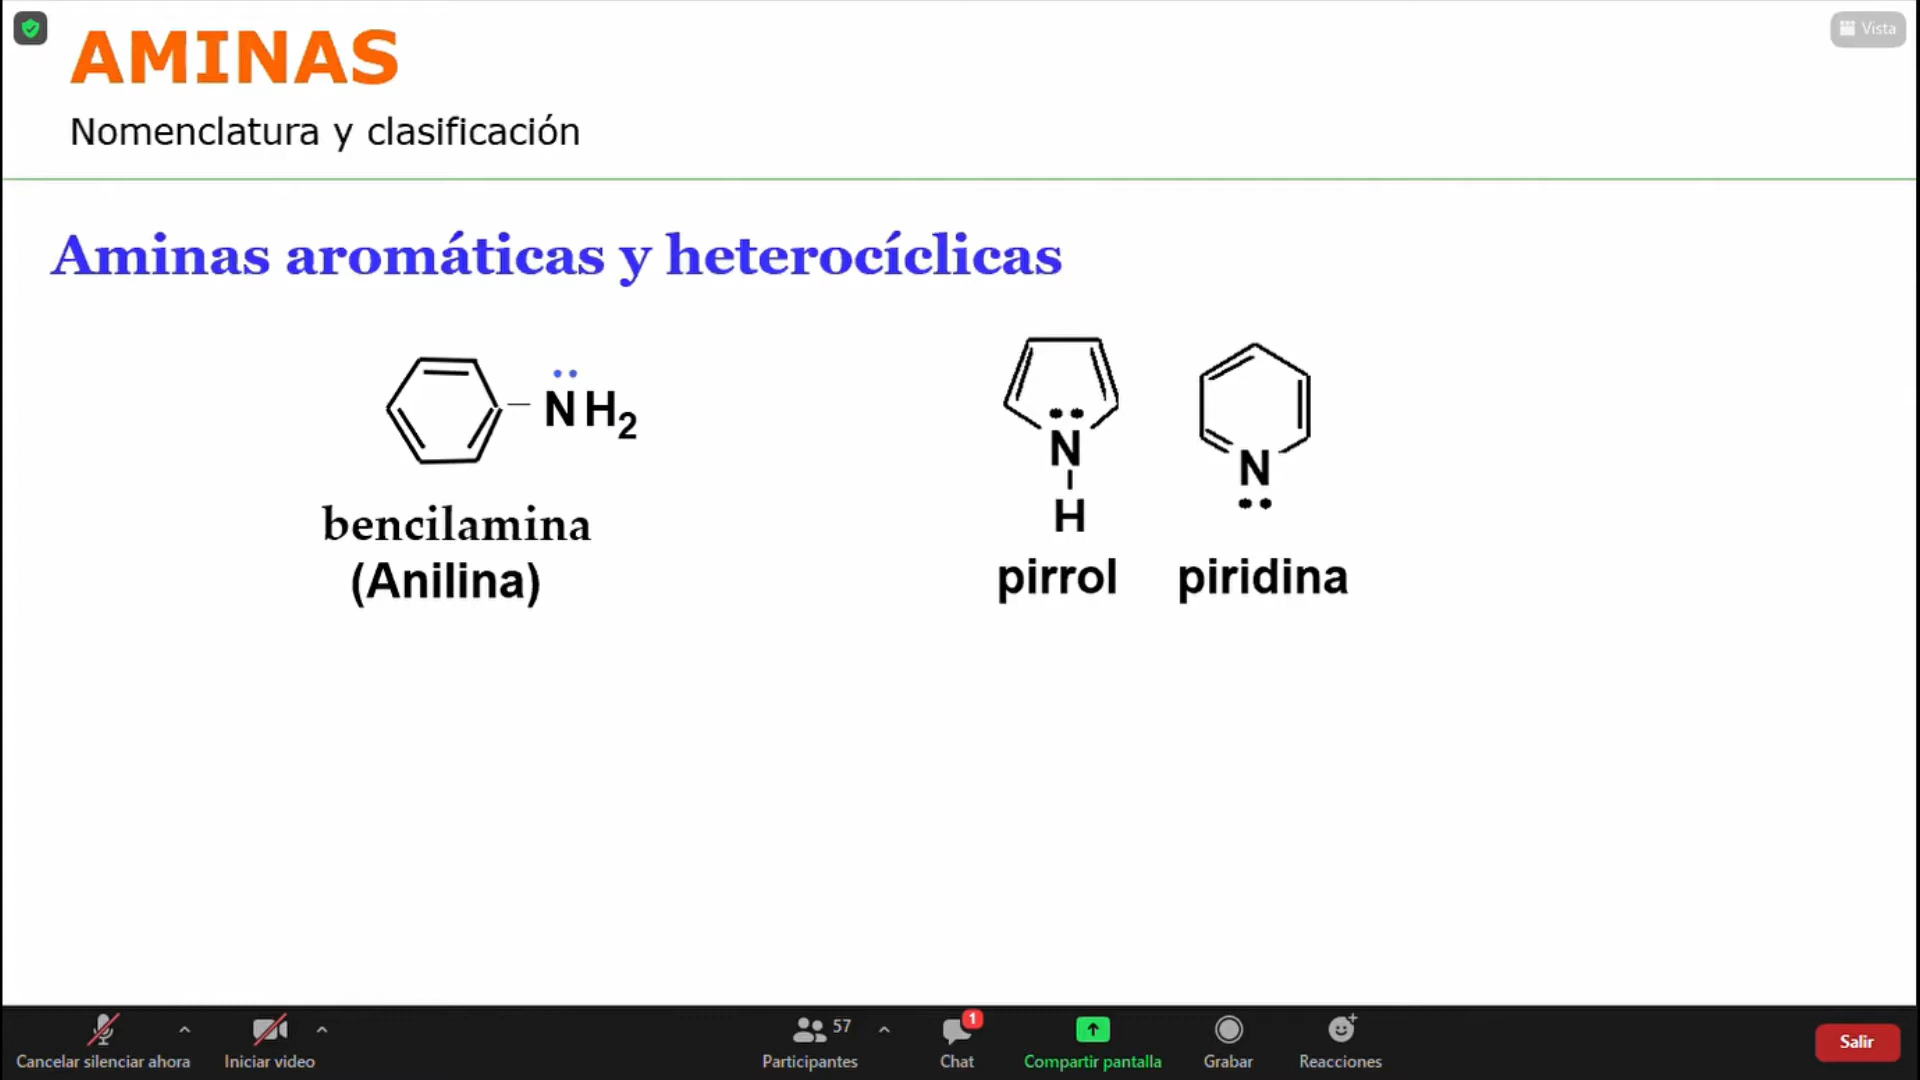 AMINAS
Vista
Nomenclatura y clasificación
Aminas aromáticas y heterocíclicas
NH2
N
H
N
bencilamina
(Anilina)
pirrol
piridina
Cancelar silenciar ahora
Iniciar video
57
Participantes
1
Chat
Compartir pantalla
Grabar
Reacciones
Salir